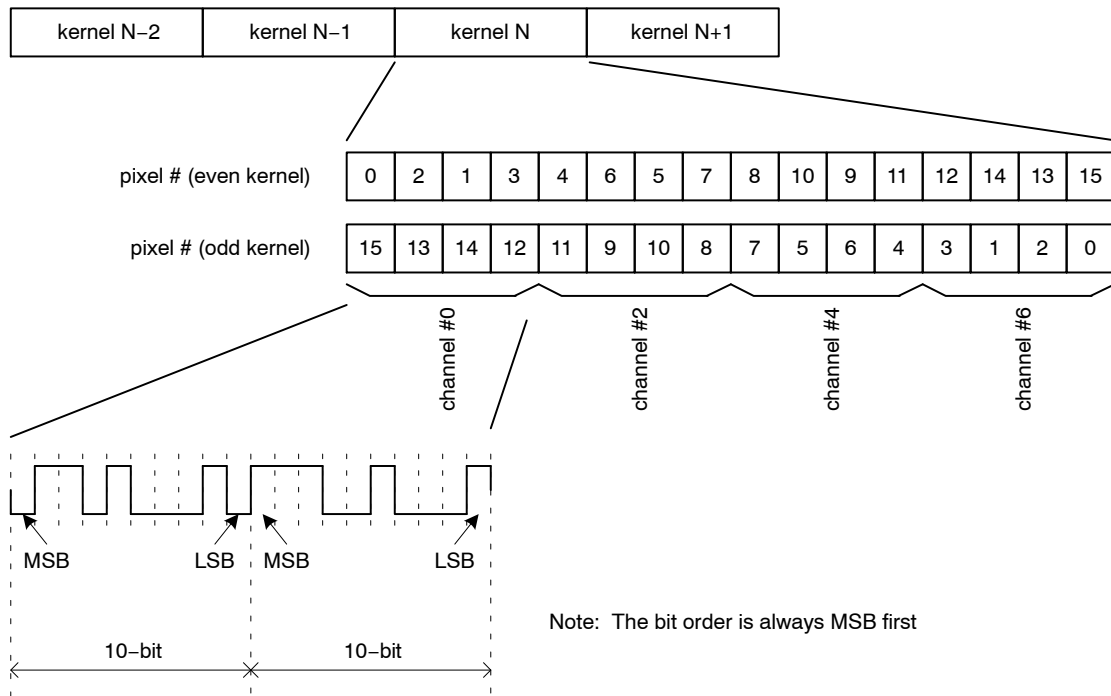 kernel N−2 kernel N−1 kernel N kernel N+1
pixel # (even kernel) 0 2 1 3 4 6 5 7 8 10 9 11 12 14 13 15
pixel # (odd kernel) 15 13 14 12 11 9 10 8 7 5 6 4 3 1 2 0
channel #0 channel #2 channel #4 channel #6
MSB LSB MSB LSB
Note: The bit order is always MSB first
10−bit 10−bit